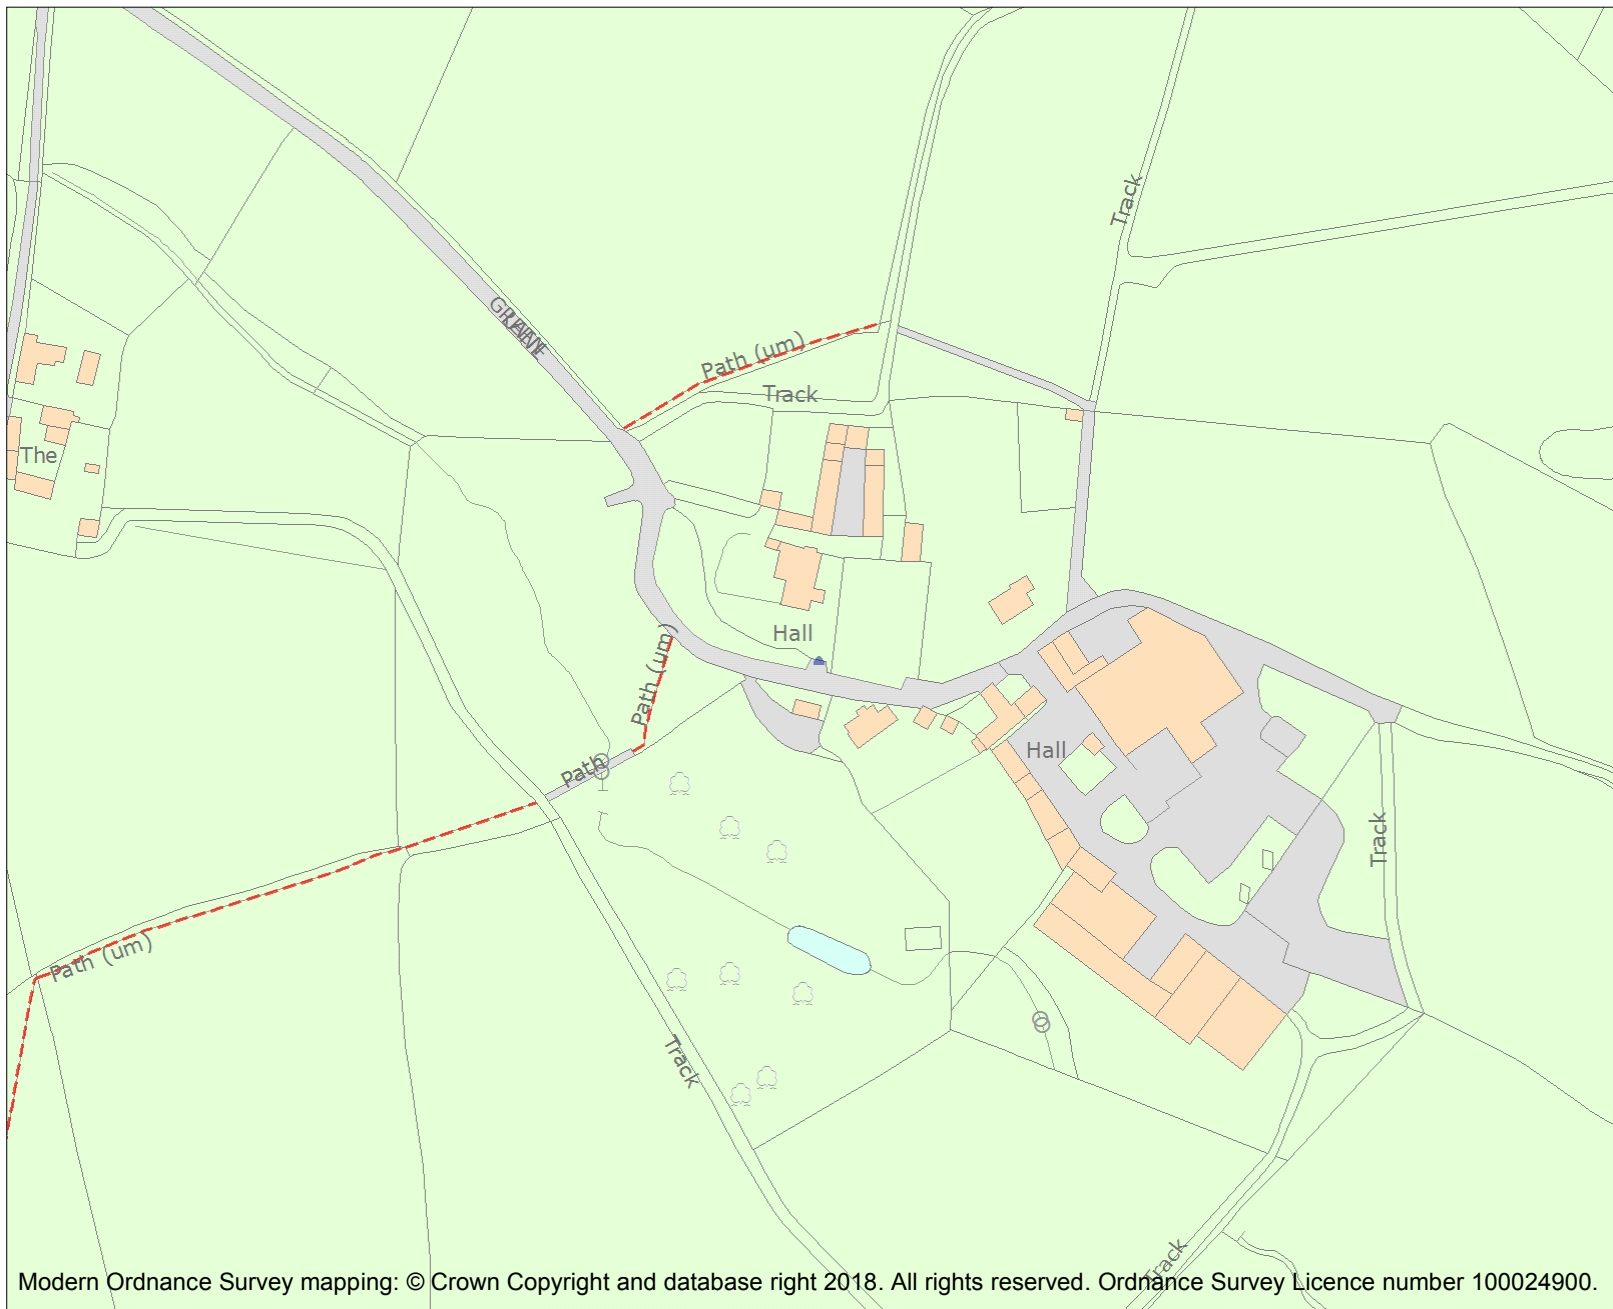 Track
Path (um)
Track
The
Hall
Path (um)
Hall
Path
Track
Path (um)
Track
Track
Modern Ordnance Survey mapping: © Crown Copyright and database right 2018. All rights reserved. Ordnance Survey Licence number 100024900.